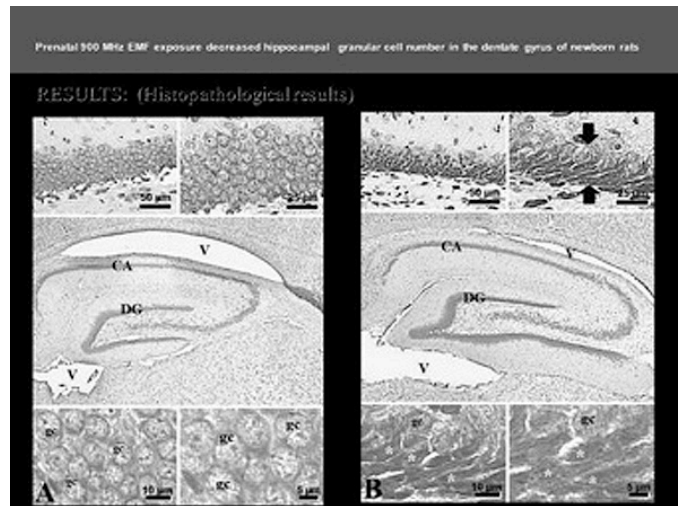 Prenatal 900 MHz EMF exposure decreased hippocampal granular cell number in the dentate gyrus of newborn rats
RESULTS: (Histopathological results)
50 µm
25 µm
50 µm
25 µm
V
CA
DG
V
V
CA
DG
V
gc
gc
gc
gc
gc
gc
A
10 µm
5 µm
gc
gc
B
10 µm
5 µm